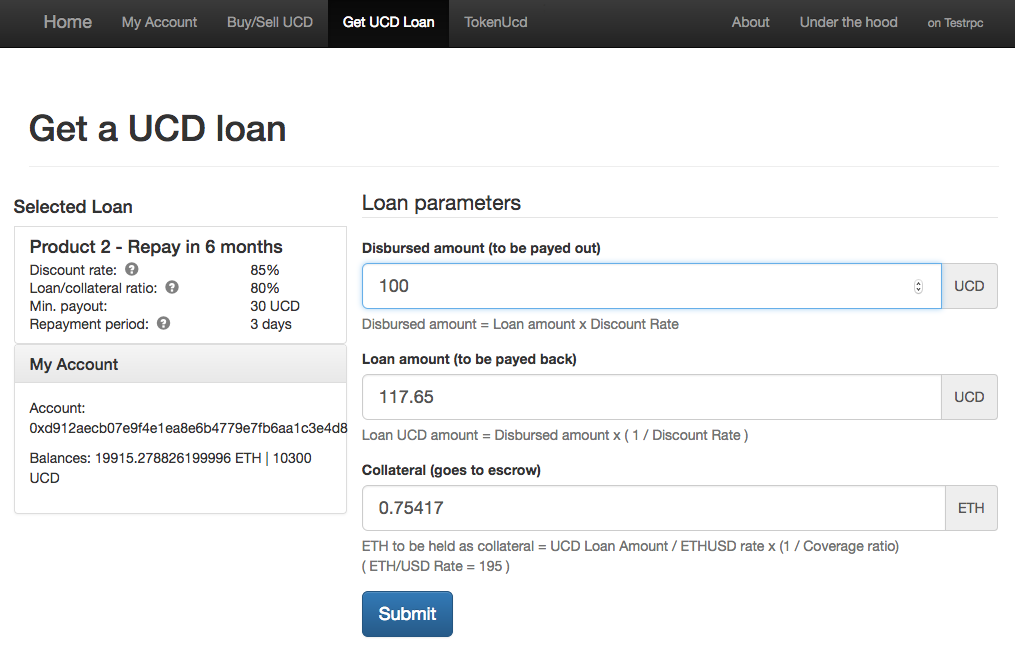 Home My Account Buy/Sell UCD Get UCD Loan TokenUcd About Under the hood on Testrpc
Get a UCD loan
Selected Loan
Product 2 - Repay in 6 months
Discount rate: ? 85%
Loan/collateral ratio: ? 80%
Min. payout: 30 UCD
Repayment period: ? 3 days
My Account
Account:
0xd912aecb07e9f4e1ea8e6b4779e7fb6aa1c3e4d8
Balances: 19915.278826199996 ETH | 10300
UCD
Loan parameters
Disbursed amount (to be payed out)
100 UCD
Disbursed amount = Loan amount x Discount Rate
Loan amount (to be payed back)
117.65 UCD
Loan UCD amount = Disbursed amount x ( 1 / Discount Rate )
Collateral (goes to escrow)
0.75417 ETH
ETH to be held as collateral = UCD Loan Amount / ETHUSD rate x (1 / Coverage ratio)
( ETH/USD Rate = 195 )
Submit